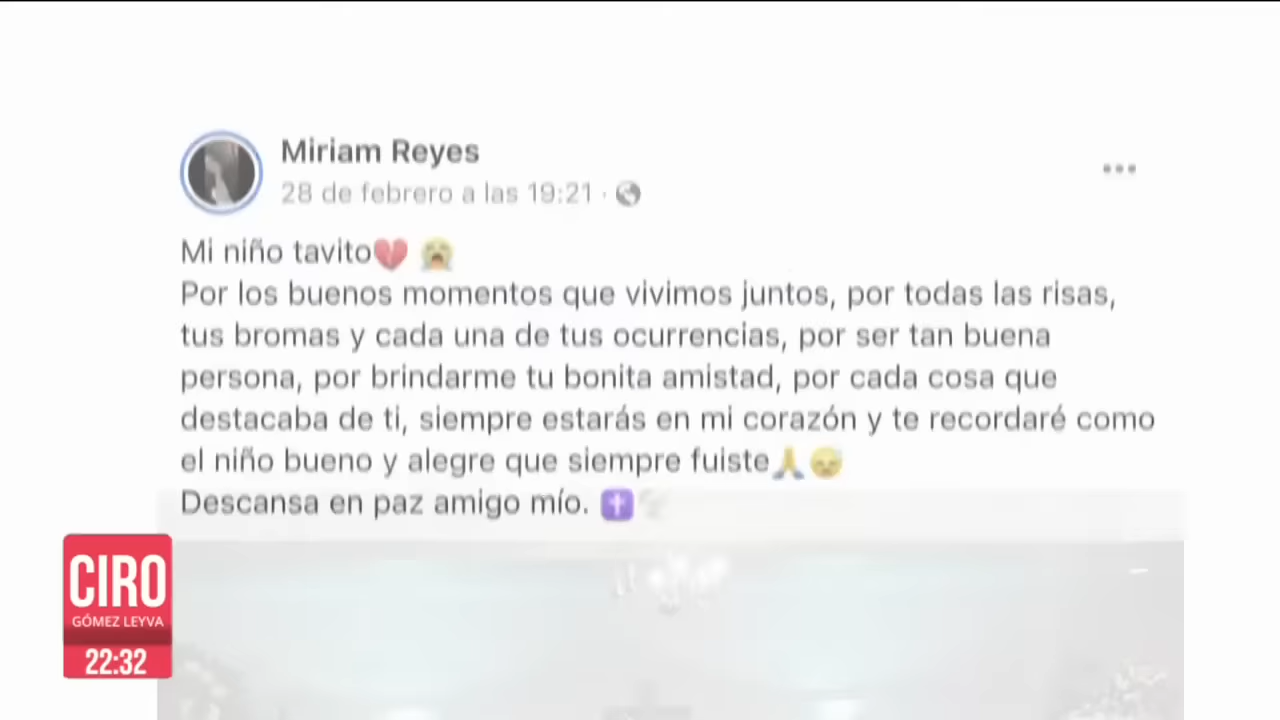 Miriam Reyes
28 de febrero a las 19:21 ·
Mi niño tavito💔 😭
Por los buenos momentos que vivimos juntos, por todas las risas,
tus bromas y cada una de tus ocurrencias, por ser tan buena
persona, por brindarme tu bonita amistad, por cada cosa que
destacaba de ti, siempre estarás en mi corazón y te recordaré como
el niño bueno y alegre que siempre fuiste🙏😇
Descansa en paz amigo mío. ✝️🕊
CIRO
GÓMEZ LEYVA
22:32